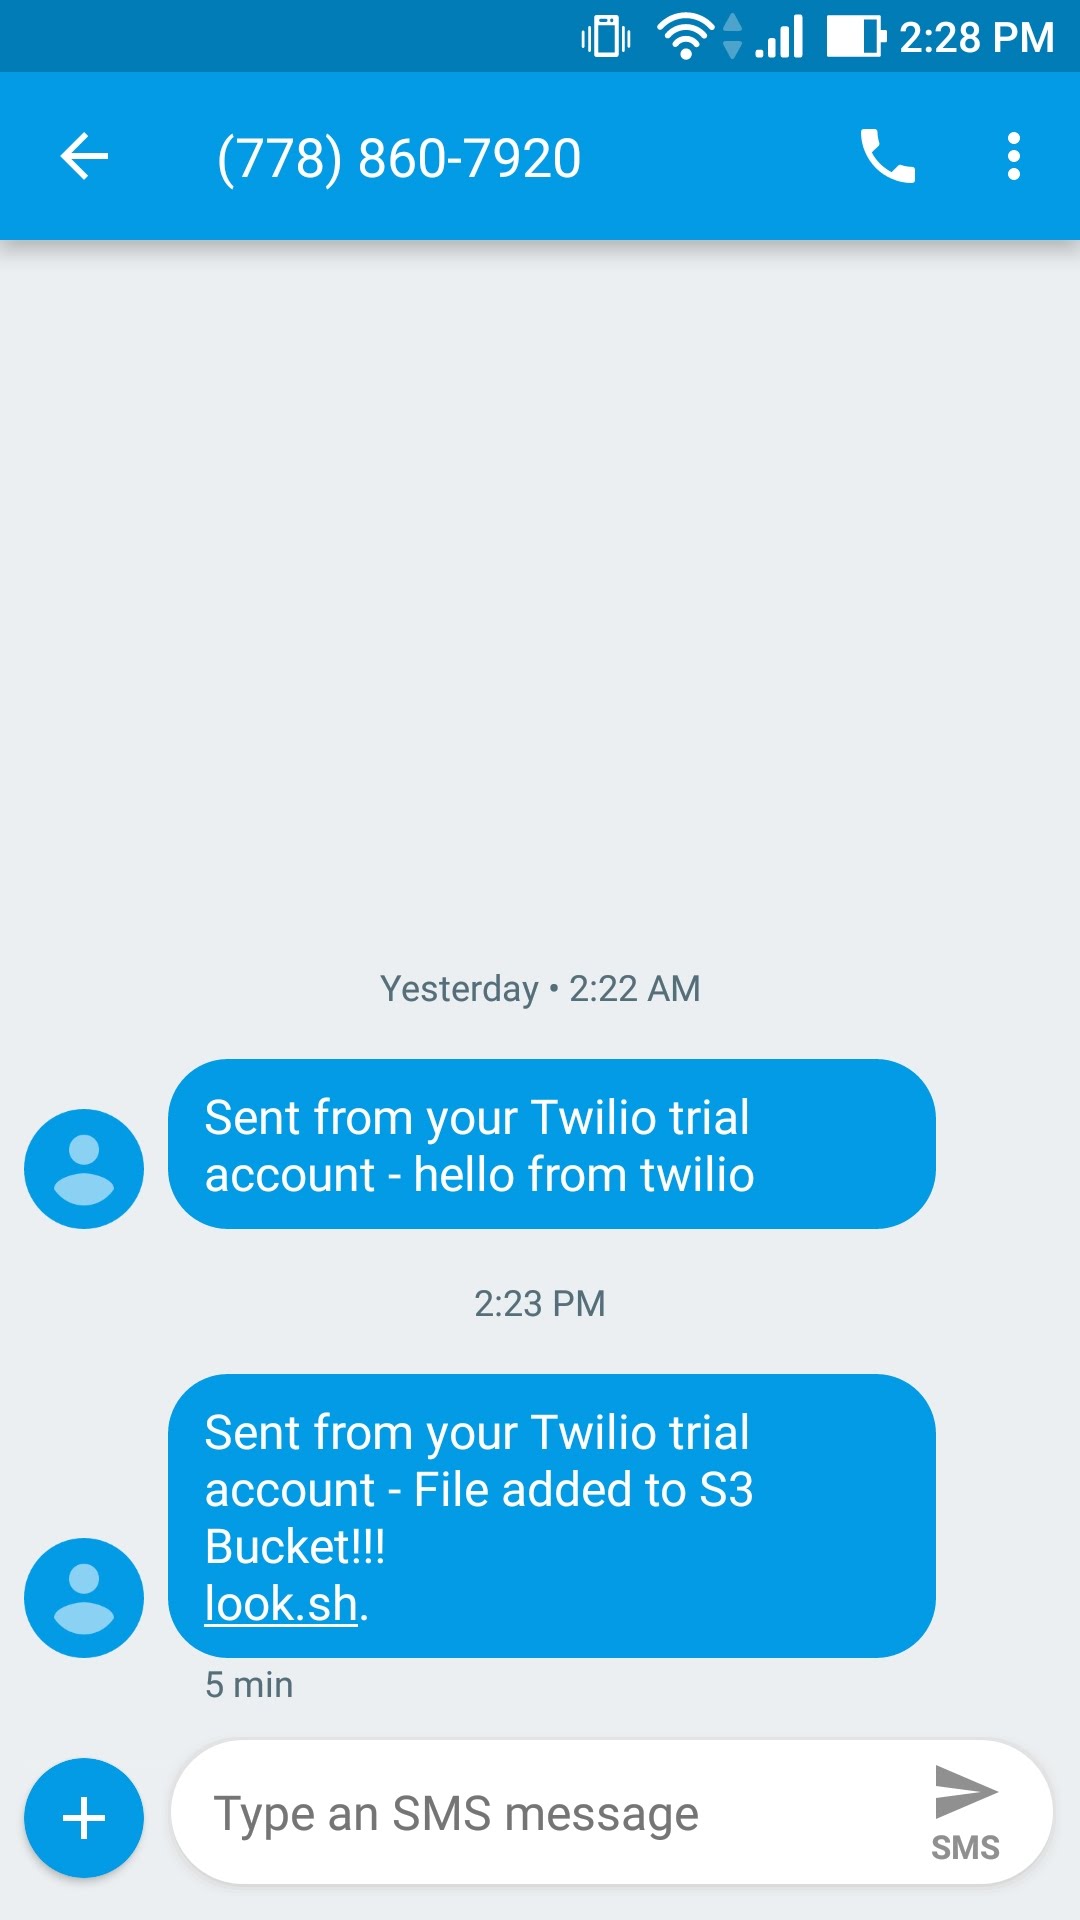 2:28 PM
(778) 860-7920
Yesterday • 2:22 AM
Sent from your Twilio trial
account - hello from twilio
2:23 PM
Sent from your Twilio trial
account - File added to S3
Bucket!!!
look.sh.
5 min
Type an SMS message
SMS